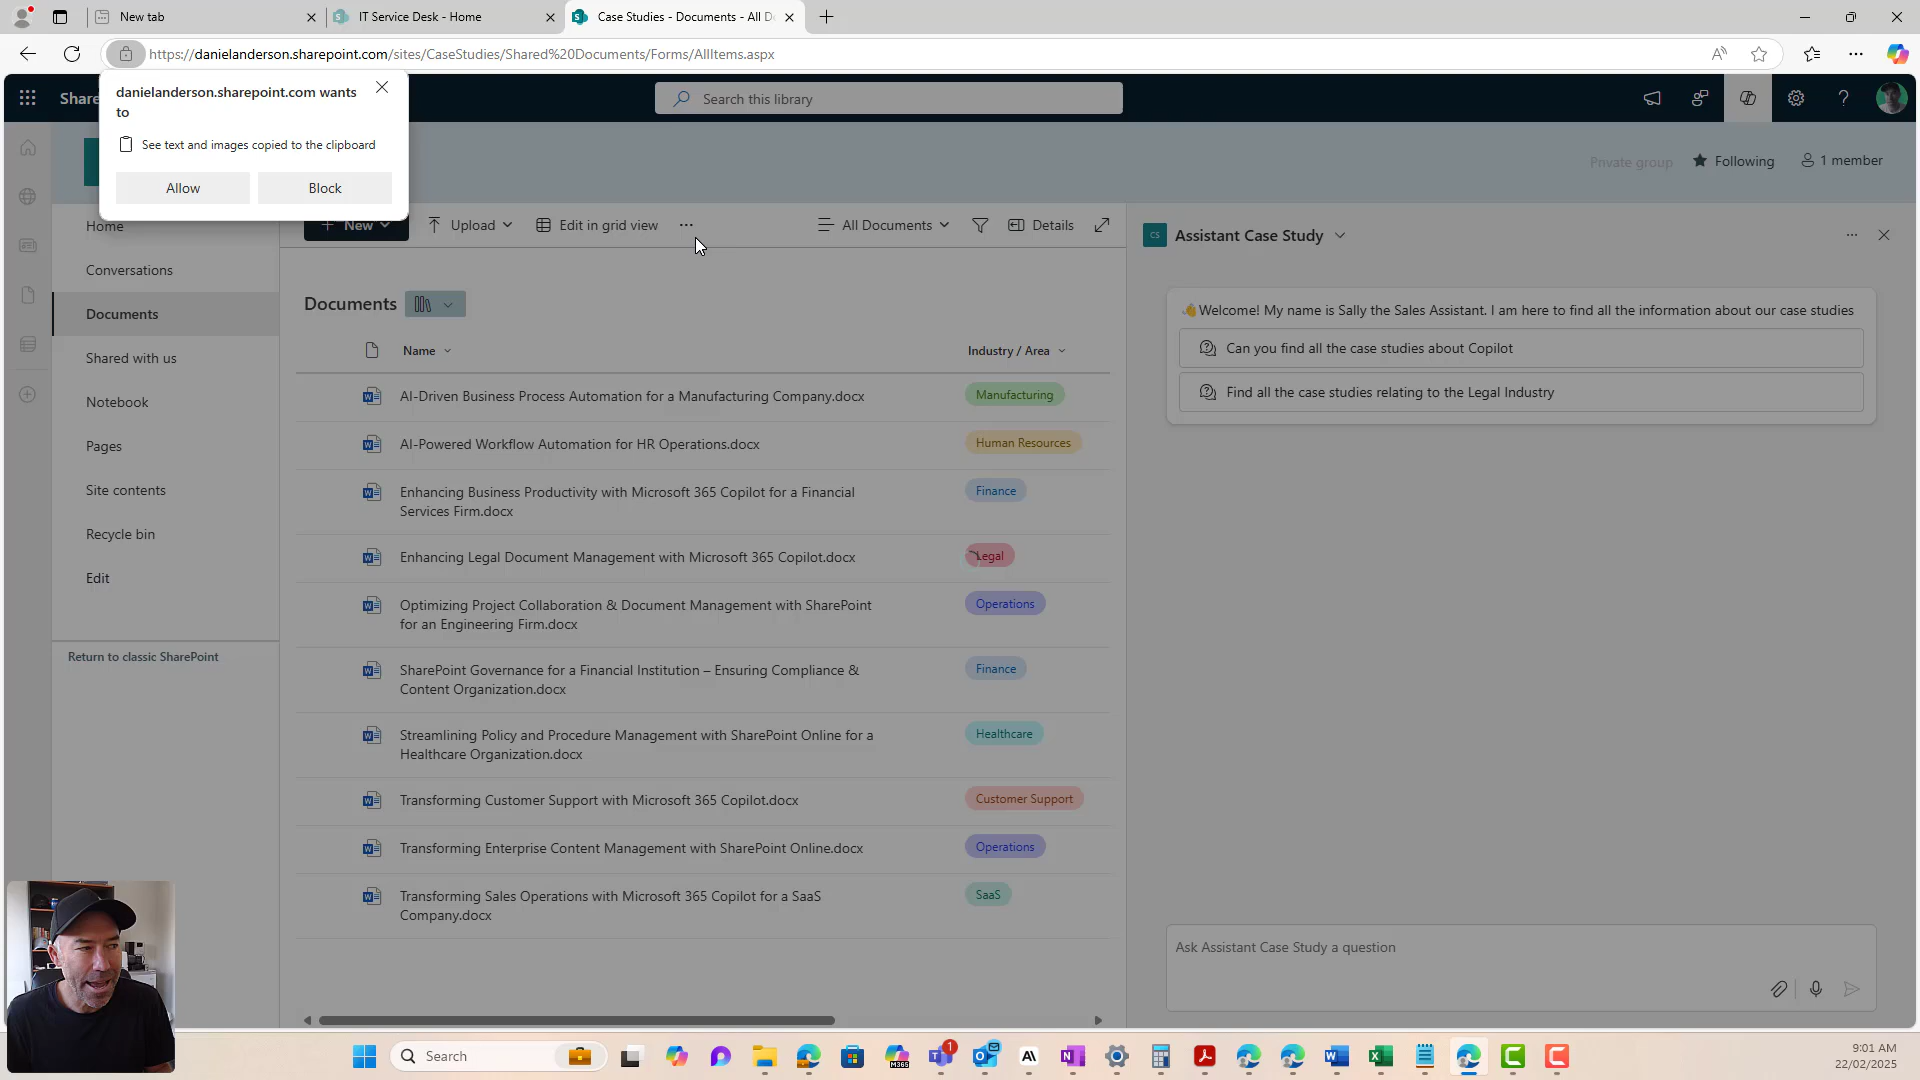 New tab
IT Service Desk - Home
Case Studies - Documents - All D
https://danielanderson.sharepoint.com/sites/CaseStudies/Shared%20Documents/Forms/AllItems.aspx
danielanderson.sharepoint.com wants
to
See text and images copied to the clipboard
Allow
Block
Share
Search this library
Private group
Following
1 member
New
Upload
Edit in grid view
All Documents
Details
Home
Conversations
Documents
Shared with us
Notebook
Pages
Site contents
Recycle bin
Edit
Return to classic SharePoint
Documents
Name
Industry / Area
AI-Driven Business Process Automation for a Manufacturing Company.docx
Manufacturing
AI-Powered Workflow Automation for HR Operations.docx
Human Resources
Enhancing Business Productivity with Microsoft 365 Copilot for a Financial
Services Firm.docx
Finance
Enhancing Legal Document Management with Microsoft 365 Copilot.docx
Legal
Optimizing Project Collaboration & Document Management with SharePoint
for an Engineering Firm.docx
Operations
SharePoint Governance for a Financial Institution – Ensuring Compliance &
Content Organization.docx
Finance
Streamlining Policy and Procedure Management with SharePoint Online for a
Healthcare Organization.docx
Healthcare
Transforming Customer Support with Microsoft 365 Copilot.docx
Customer Support
Transforming Enterprise Content Management with SharePoint Online.docx
Operations
Transforming Sales Operations with Microsoft 365 Copilot for a SaaS
Company.docx
SaaS
CS
Assistant Case Study
👋Welcome! My name is Sally the Sales Assistant. I am here to find all the information about our case studies
Can you find all the case studies about Copilot
Find all the case studies relating to the Legal Industry
Ask Assistant Case Study a question
Search
M365
1
9:01 AM
22/02/2025